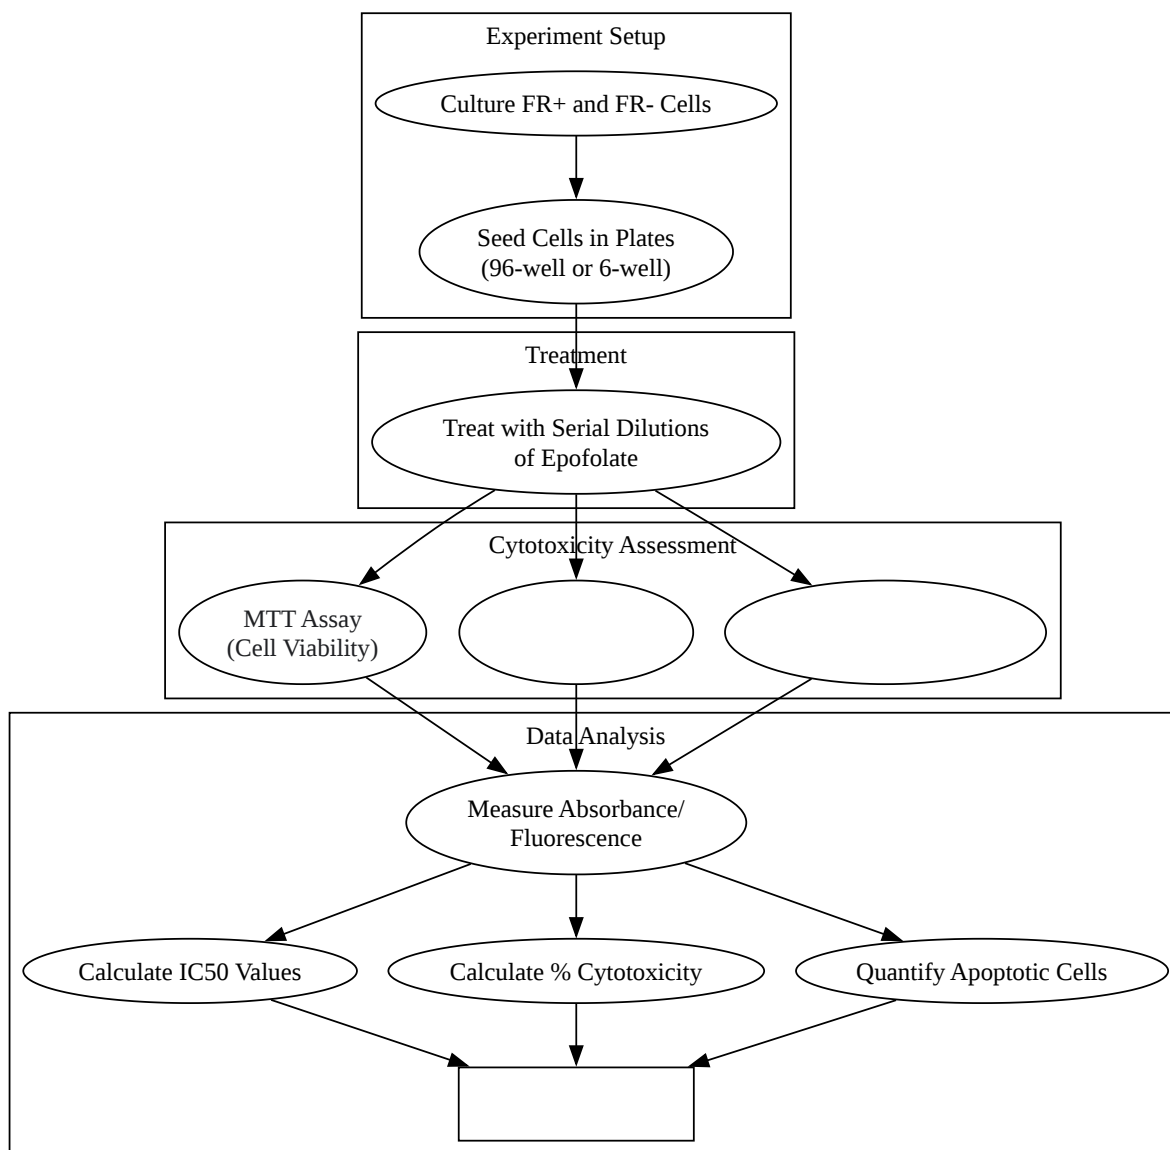 Experiment Setup
Culture FR+ and FR- Cells
Seed Cells in Plates
(96-well or 6-well)
Treatment
Treat with Serial Dilutions
of Epofolate
Cytotoxicity Assessment
MTT Assay
(Cell Viability)
Data Analysis
Measure Absorbance/
Fluorescence
Calculate IC50 Values
Calculate % Cytotoxicity
Quantify Apoptotic Cells